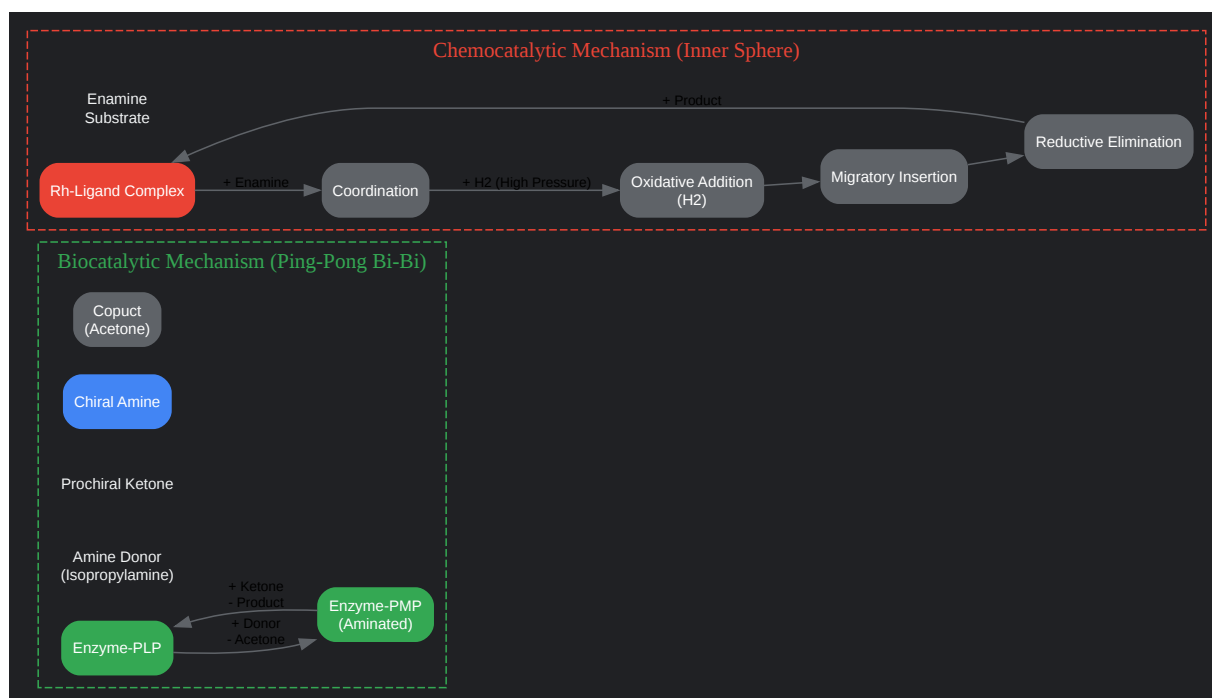 Chemocatalytic Mechanism (Inner Sphere)
Enamine
Substrate
+ Product
Reductive Elimination
Rh-Ligand Complex
+ Enamine
Coordination
+ H2 (High Pressure)
Oxidative Addition
(H2)
Migratory Insertion
Biocatalytic Mechanism (Ping-Pong Bi-Bi)
Copuct
(Acetone)
Chiral Amine
Prochiral Ketone
Amine Donor
(Isopropylamine)
+ Ketone
- Product
Enzyme-PMP
(Aminated)
+ Donor
- Acetone
Enzyme-PLP